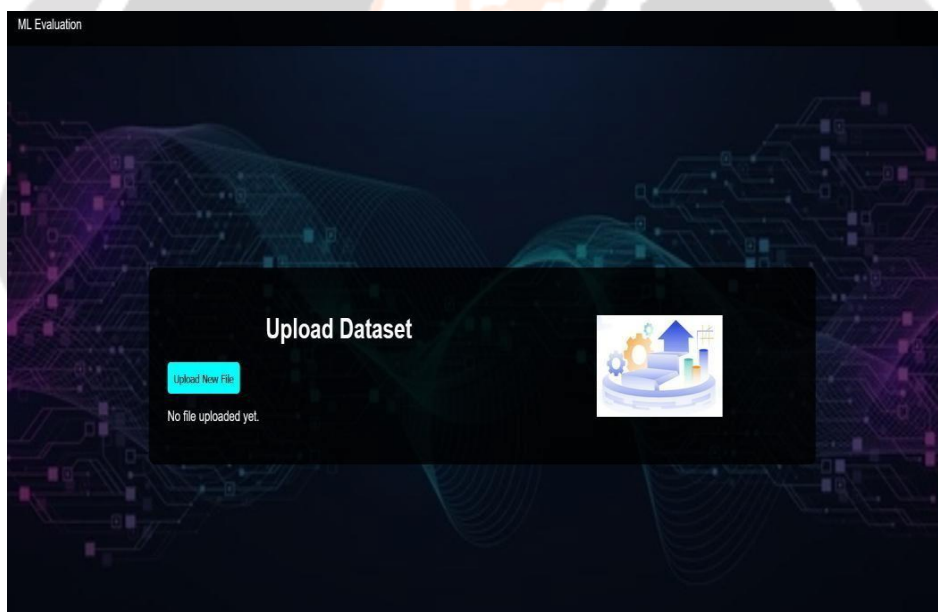 ML Evaluation
Upload Dataset
Upload New File
No file uploaded yet.